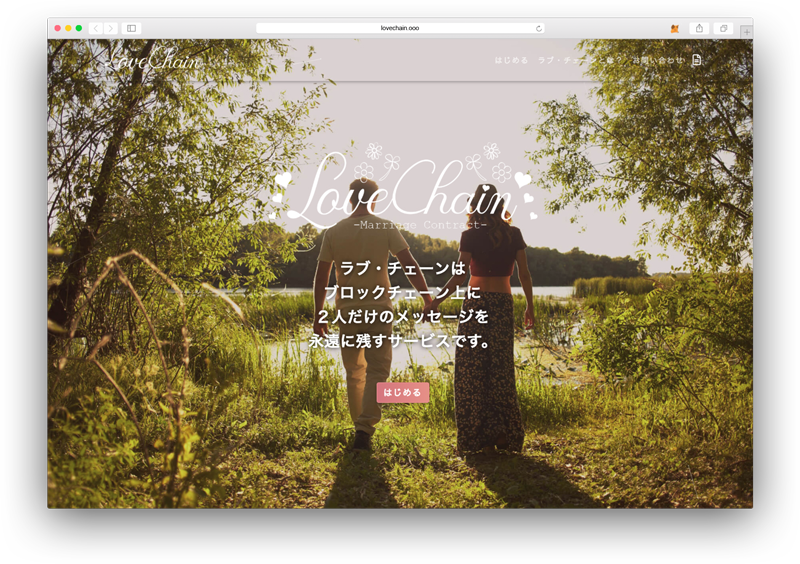 lovechain.ooo
LoveChain
はじめる ラブ・チェーンとは？ お問い合わせ
LoveChain
-Marriage Contract-
ラブ・チェーンは
ブロックチェーン上に
２人だけのメッセージを
永遠に残すサービスです。
はじめる